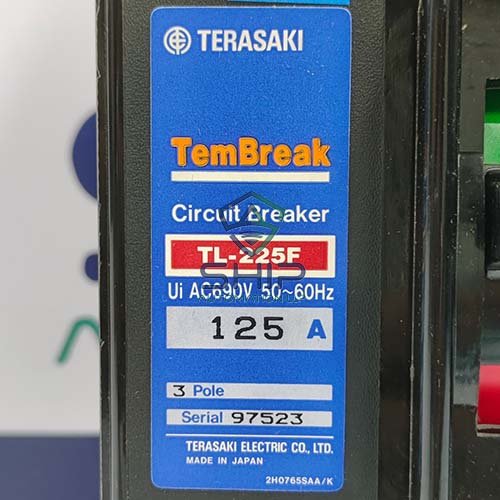 TERASAKI
TemBreak
Circuit Breaker
TL-225F
SHIP
Ui AC690V 50~60Hz
125 A
3 Pole
Serial 97523
TERASAKI ELECTRIC CO., LTD.
MADE IN JAPAN
2H0765SAA/K